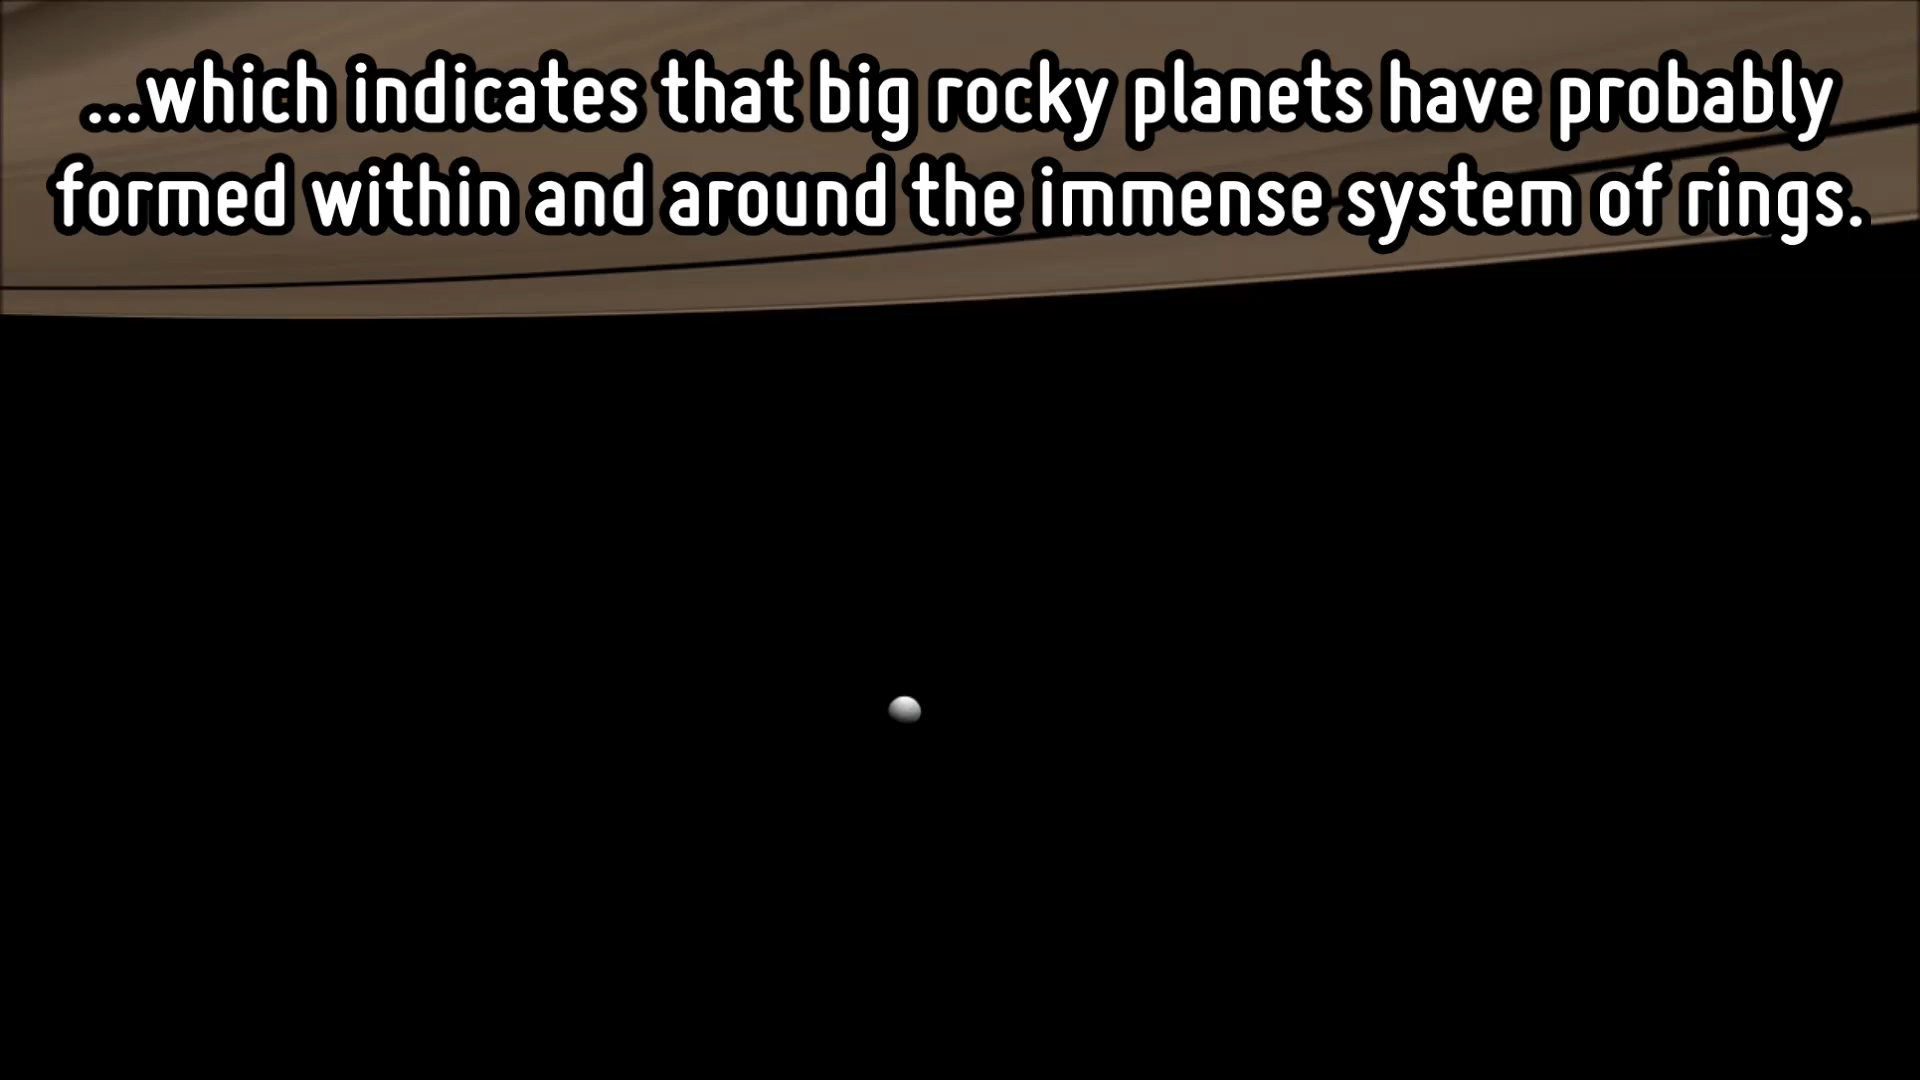 ...which indicates that big rocky planets have probably
formed within and around the immense system of rings.